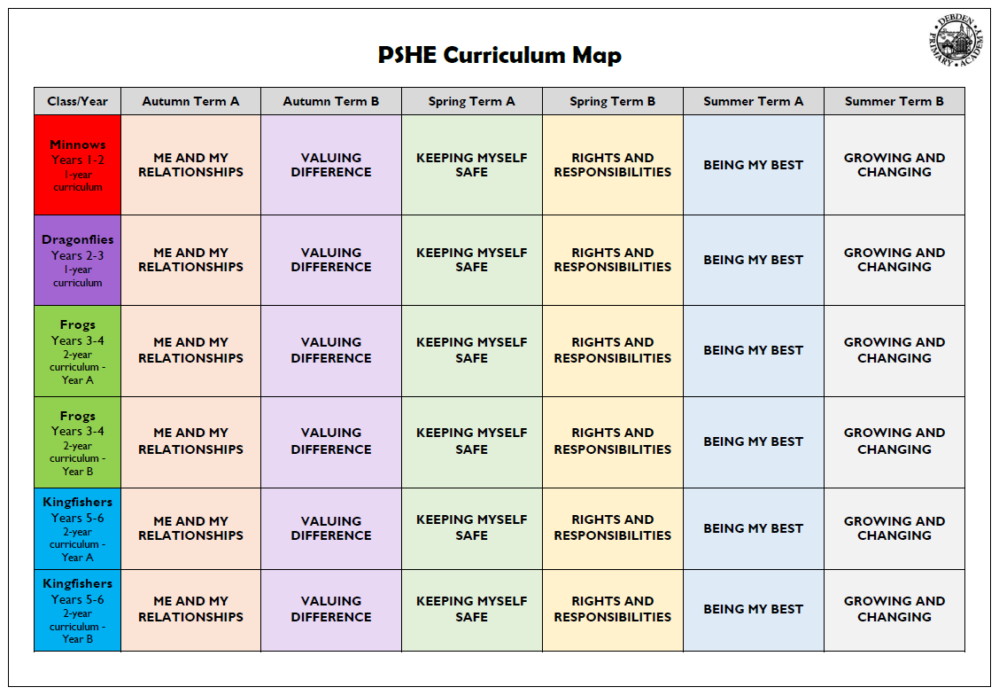 DEBDEN
PRIMARY ACADEMY
PSHE Curriculum Map
Class/Year Autumn Term A Autumn Term B Spring Term A Spring Term B Summer Term A Summer Term B
Minnows
Years 1-2
1-year
curriculum
ME AND MY
RELATIONSHIPS
VALUING
DIFFERENCE
KEEPING MYSELF
SAFE
RIGHTS AND
RESPONSIBILITIES
BEING MY BEST
GROWING AND
CHANGING
Dragonflies
Years 2-3
1-year
curriculum
ME AND MY
RELATIONSHIPS
VALUING
DIFFERENCE
KEEPING MYSELF
SAFE
RIGHTS AND
RESPONSIBILITIES
BEING MY BEST
GROWING AND
CHANGING
Frogs
Years 3-4
2-year
curriculum -
Year A
ME AND MY
RELATIONSHIPS
VALUING
DIFFERENCE
KEEPING MYSELF
SAFE
RIGHTS AND
RESPONSIBILITIES
BEING MY BEST
GROWING AND
CHANGING
Frogs
Years 3-4
2-year
curriculum -
Year B
ME AND MY
RELATIONSHIPS
VALUING
DIFFERENCE
KEEPING MYSELF
SAFE
RIGHTS AND
RESPONSIBILITIES
BEING MY BEST
GROWING AND
CHANGING
Kingfishers
Years 5-6
2-year
curriculum -
Year A
ME AND MY
RELATIONSHIPS
VALUING
DIFFERENCE
KEEPING MYSELF
SAFE
RIGHTS AND
RESPONSIBILITIES
BEING MY BEST
GROWING AND
CHANGING
Kingfishers
Years 5-6
2-year
curriculum -
Year B
ME AND MY
RELATIONSHIPS
VALUING
DIFFERENCE
KEEPING MYSELF
SAFE
RIGHTS AND
RESPONSIBILITIES
BEING MY BEST
GROWING AND
CHANGING